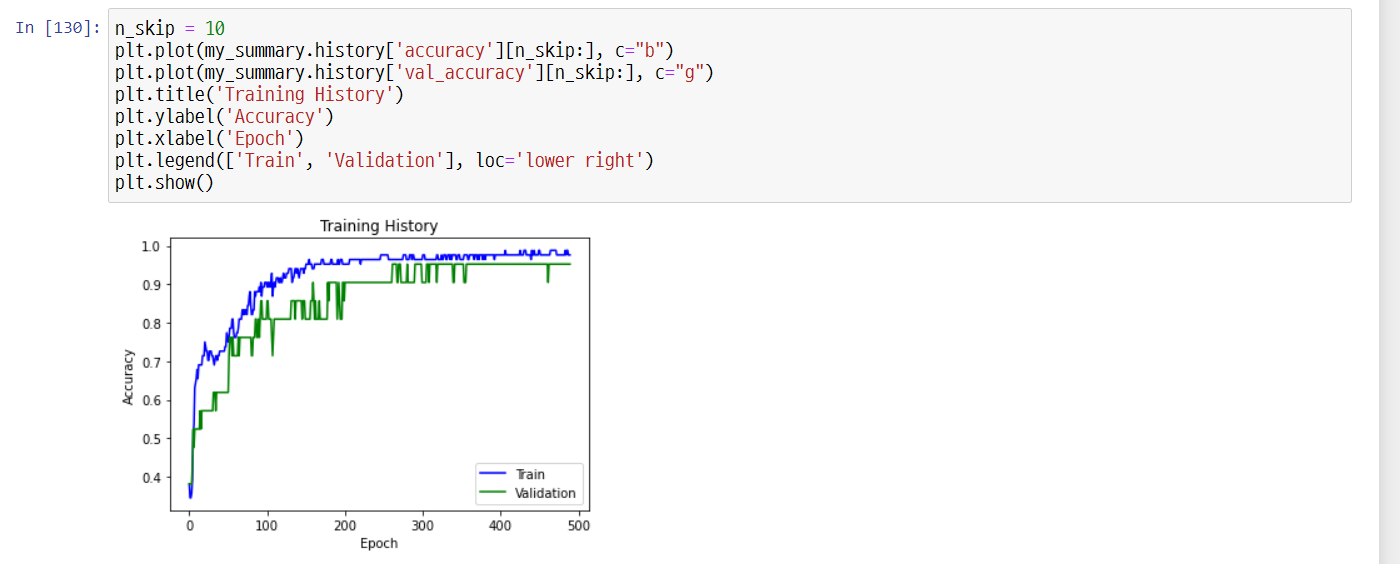 In [130]:
n_skip = 10
plt.plot(my_summary.history['accuracy'][n_skip:], c="b")
plt.plot(my_summary.history['val_accuracy'][n_skip:], c="g")
plt.title('Training History')
plt.ylabel('Accuracy')
plt.xlabel('Epoch')
plt.legend(['Train', 'Validation'], loc='lower right')
plt.show()
Training History
1.0
0.9
0.8
0.7
0.6
0.5
0.4
Accuracy
Train
Validation
0 100 200 300 400 500
Epoch